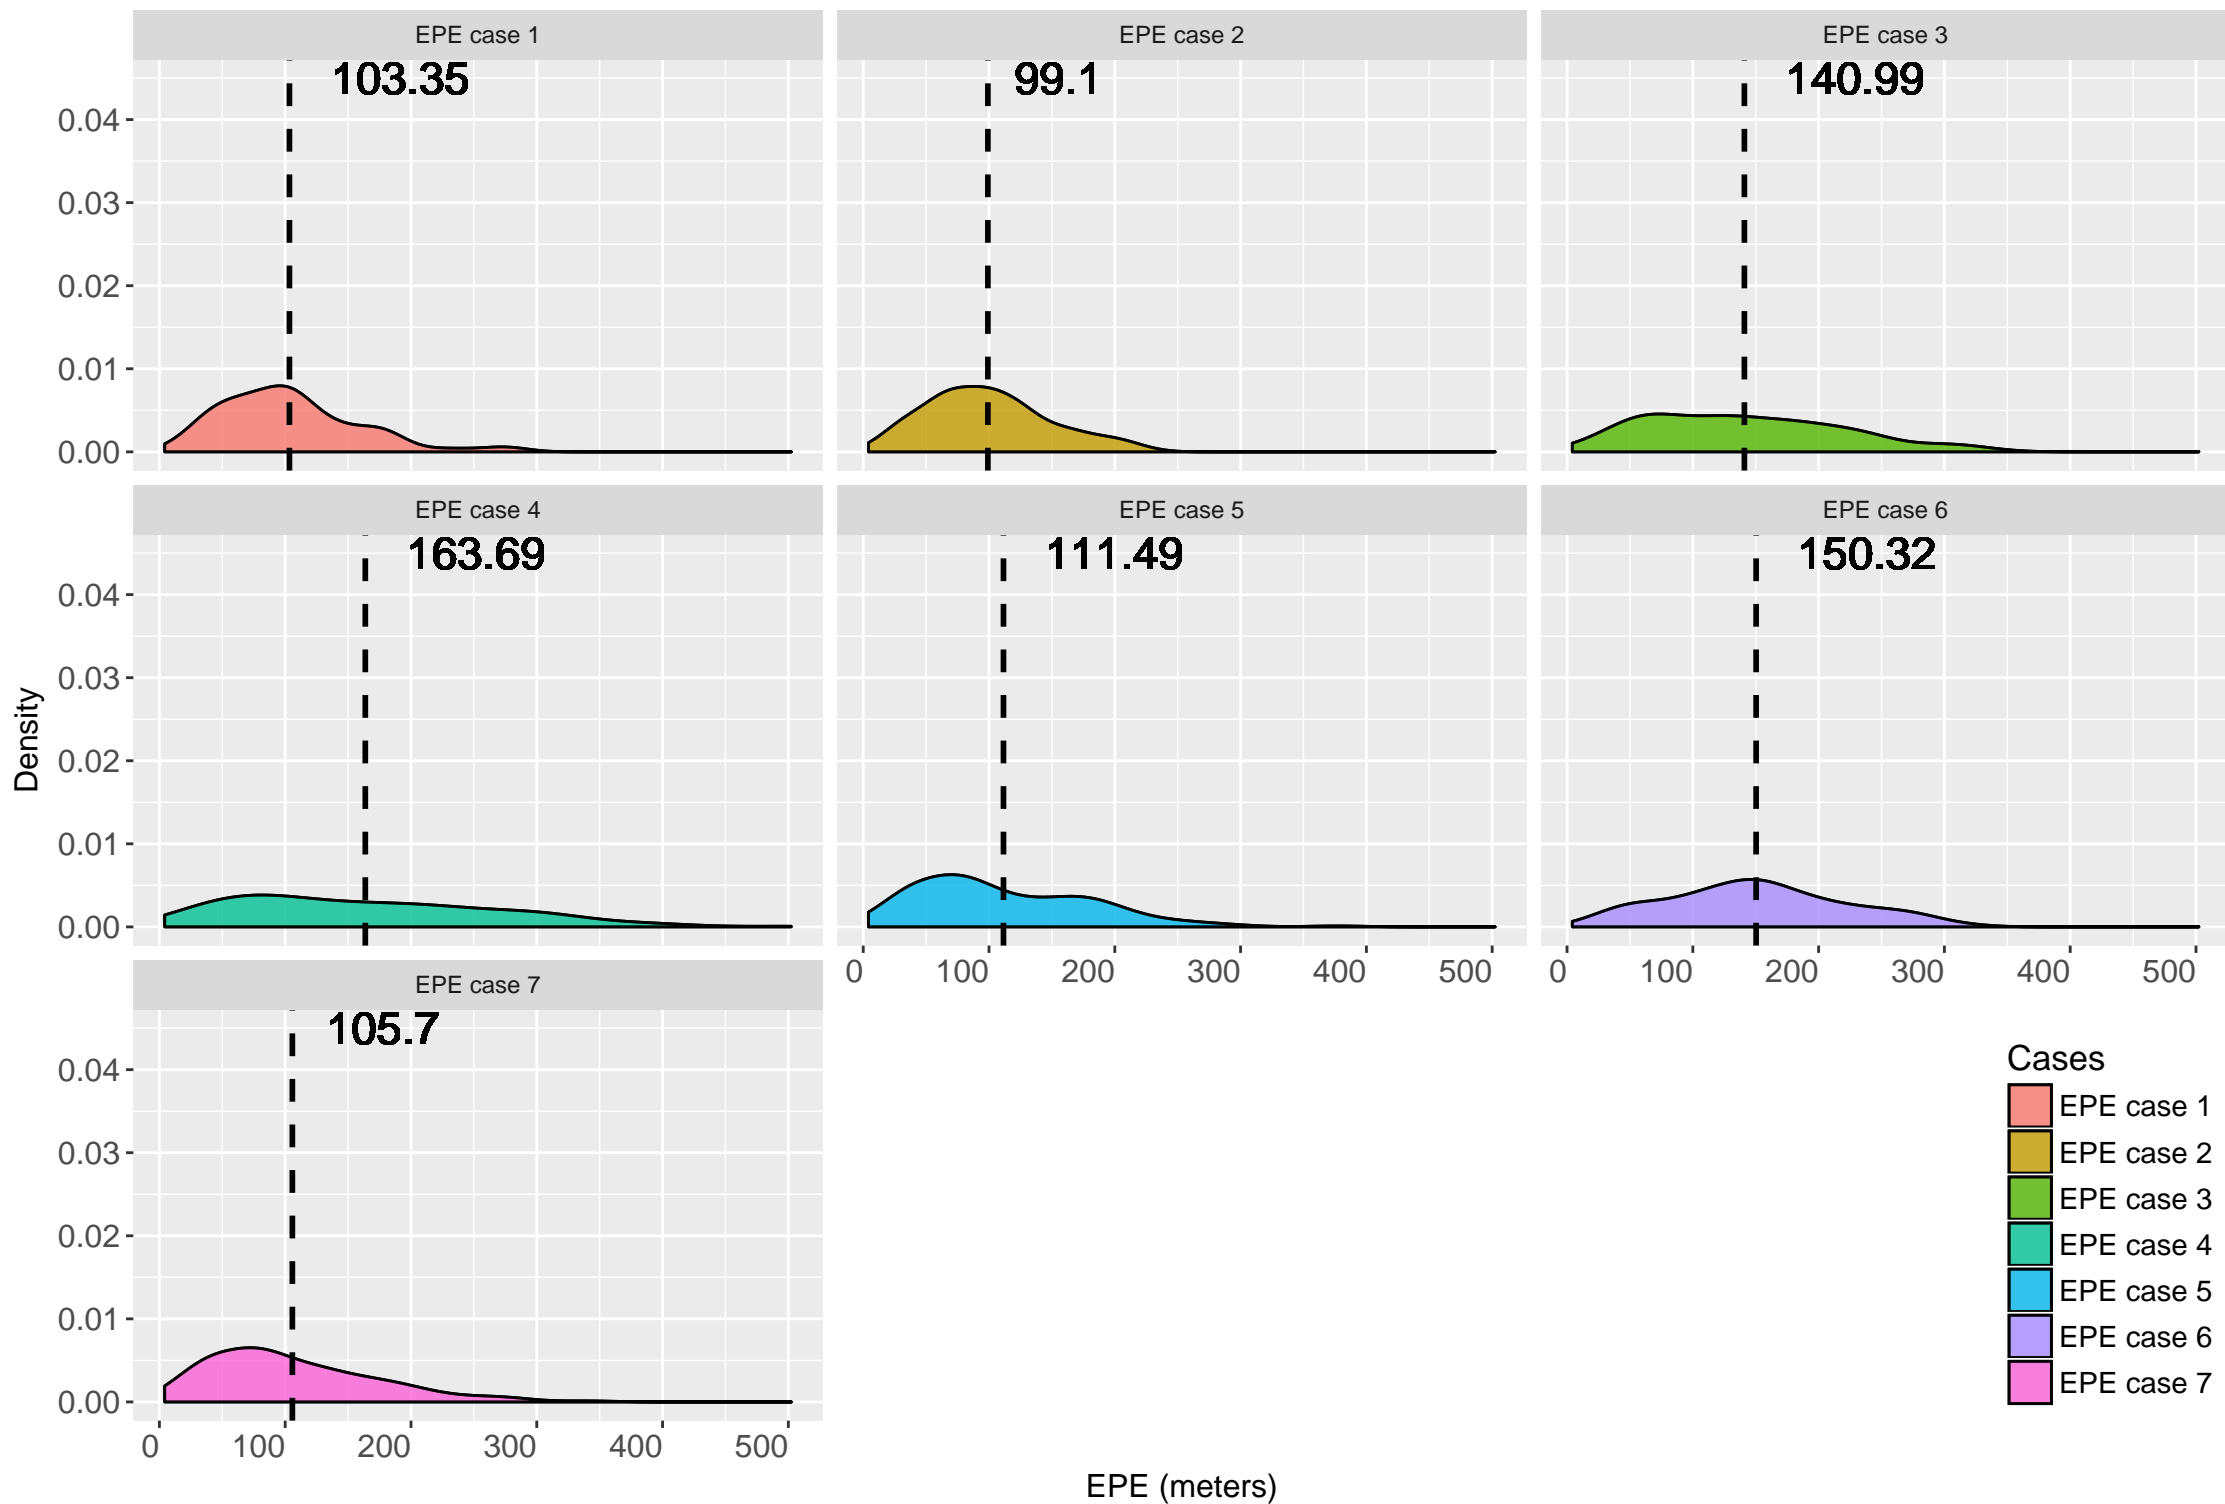 EPE case 1
EPE case 2
EPE case 3
103.35
99.1
140.99
0.04
0.03
0.02
0.01
0.00
EPE case 4
EPE case 5
EPE case 6
163.69
111.49
150.32
0.04
0.03
0.02
0.01
0.00
Density
0 100 200 300 400 500
0 100 200 300 400 500
EPE case 7
105.7
0.04
0.03
0.02
0.01
0.00
0 100 200 300 400 500
EPE (meters)
Cases
EPE case 1
EPE case 2
EPE case 3
EPE case 4
EPE case 5
EPE case 6
EPE case 7